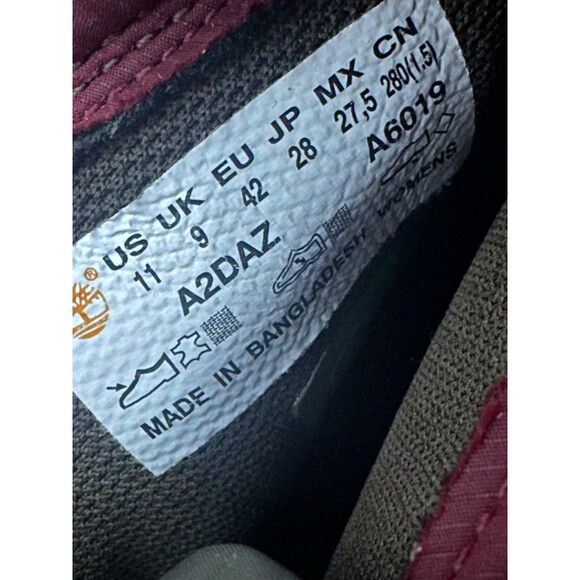 US UK EU JP MX CN
11 9 42 28 27,5 280(1.5)
A2DAZ A6019
MADE IN BANGLADESH WOMENS